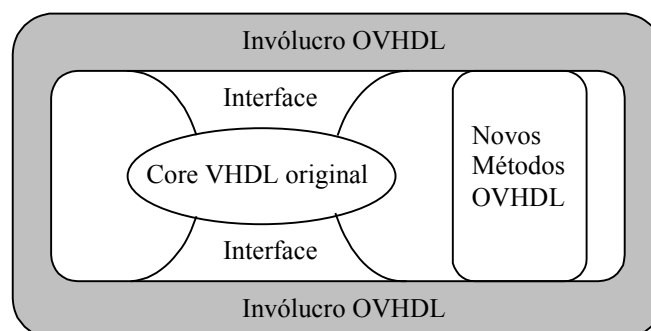 Invólucro OVHDL
Interface
Core VHDL original
Novos
Métodos
OVHDL
Interface
Invólucro OVHDL